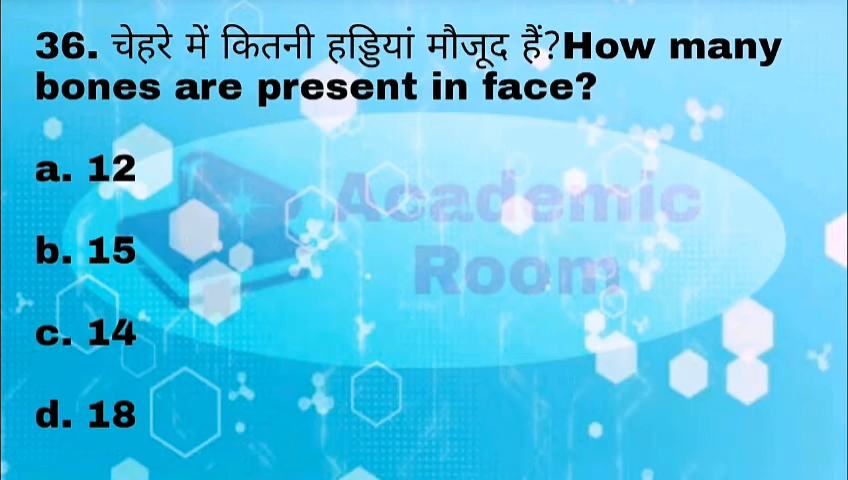 36. चेहरे में कितनी हड्डियां मौजूद हैं?How many
bones are present in face?
a. 12
b. 15
c. 14
d. 18
Academic
Room